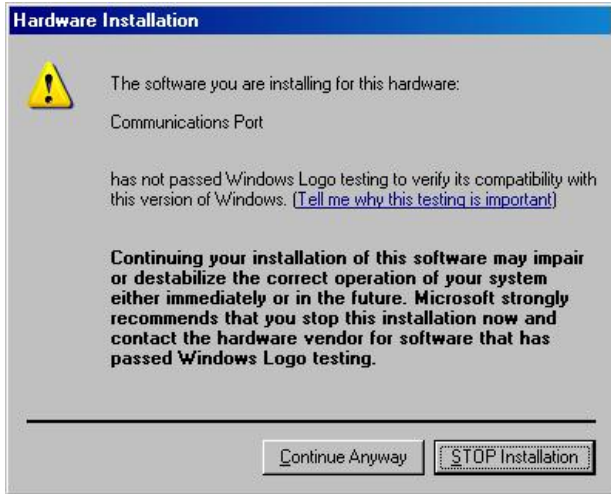 Hardware Installation
The software you are installing for this hardware:
Communications Port
has not passed Windows Logo testing to verify its compatibility with
this version of Windows. (Tell me why this testing is important)
Continuing your installation of this software may impair
or destabilize the correct operation of your system
either immediately or in the future. Microsoft strongly
recommends that you stop this installation now and
contact the hardware vendor for software that has
passed Windows Logo testing.
Continue Anyway STOP Installation